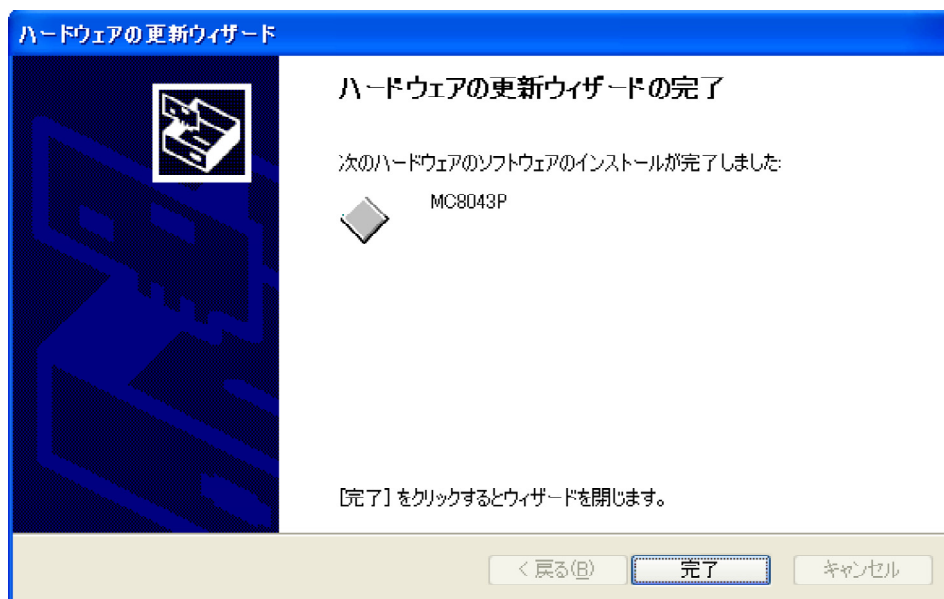 ハードウェアの更新ウィザード
ハードウェアの更新ウィザードの完了
次のハードウェアのソフトウェアのインストールが完了しました:
MC8043P
[完了] をクリックするとウィザードを閉じます。
< 戻る(B)
完了
キャンセル